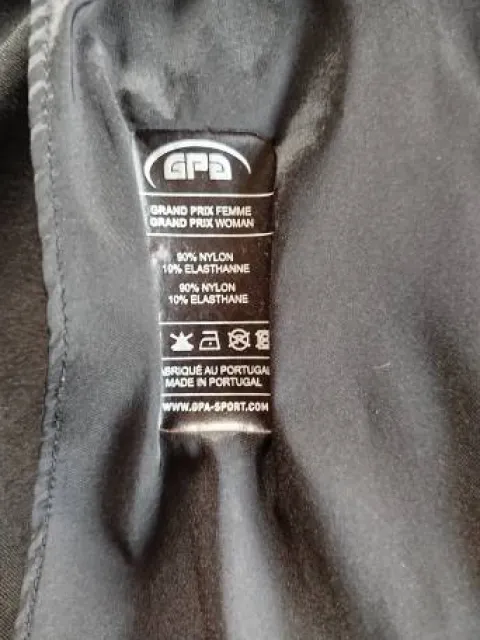 GPA
GRAND PRIX FEMME
GRAND PRIX WOMAN
90% NYLON
10% ELASTHANNE
90% NYLON
10% ELASTHANE
ABRIQUÉ AU PORTUGAL
MADE IN PORTUGAL
WWW.GPA-SPORT.COM